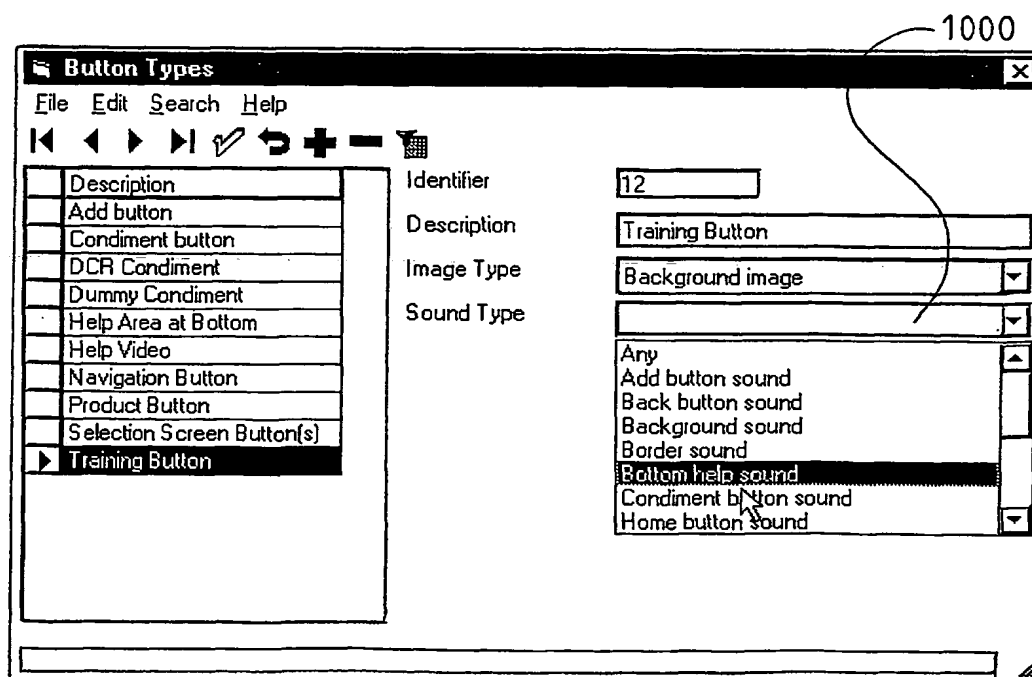 1000
Button Types
File Edit Search Help
Description
Add button
Condiment button
DCR Condiment
Dummy Condiment
Help Area at Bottom
Help Video
Navigation Button
Product Button
Selection Screen Button(s)
Training Button
Identifier
12
Description
Training Button
Image Type
Background image
Sound Type
Any
Add button sound
Back button sound
Background sound
Border sound
Bottom help sound
Condiment button sound
Home button sound